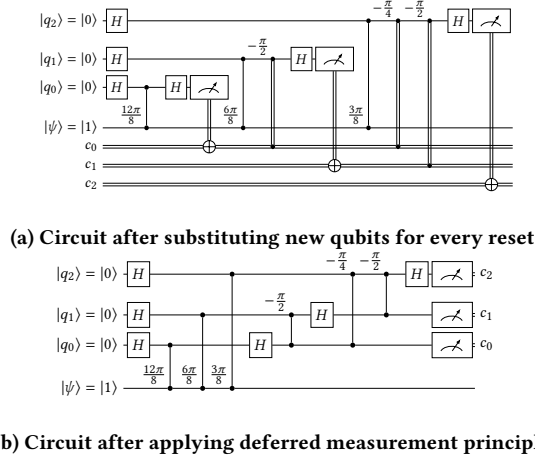 |q₂⟩ = |0⟩ H −π/4 −π/2 H
|q₁⟩ = |0⟩ H −π/2 H
|q₀⟩ = |0⟩ H H
12π/8 6π/8 3π/8
|ψ⟩ = |1⟩
c₀
c₁
c₂
(a) Circuit after substituting new qubits for every reset
|q₂⟩ = |0⟩ H −π/4 −π/2 H c₂
|q₁⟩ = |0⟩ H −π/2 H c₁
|q₀⟩ = |0⟩ H H c₀
12π/8 6π/8 3π/8
|ψ⟩ = |1⟩
b) Circuit after applying deferred measurement principl